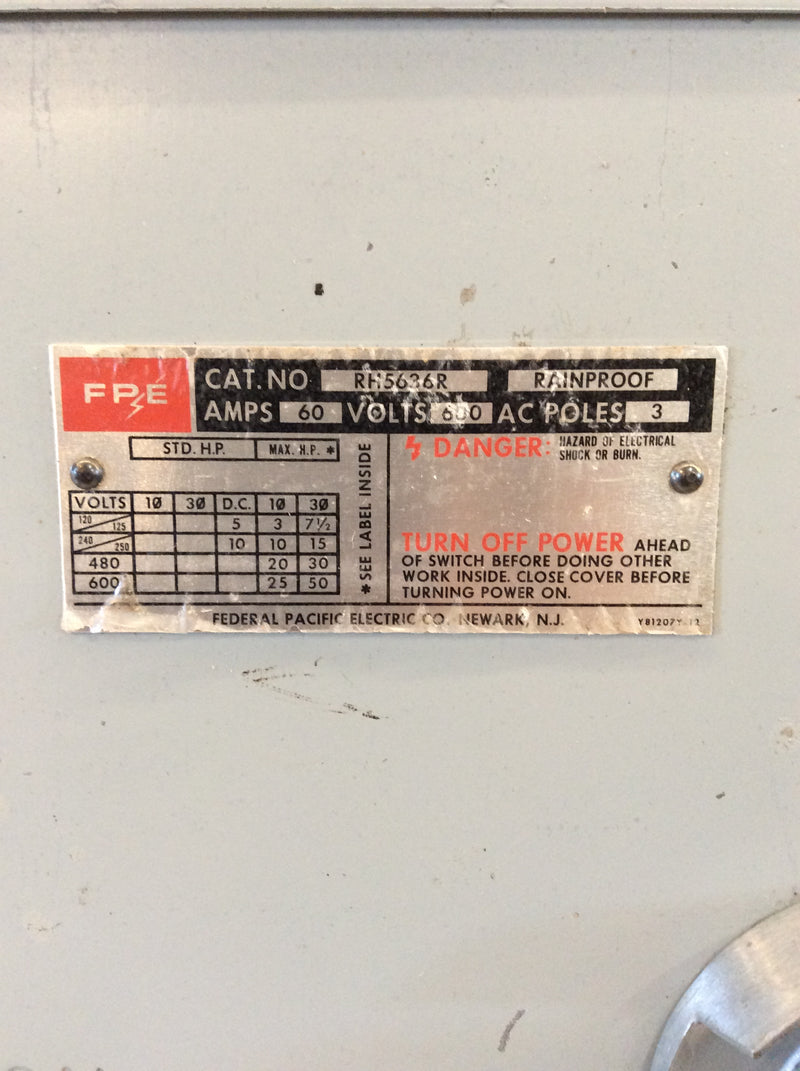 FPE
CAT. NO RH5636R RAINPROOF
AMPS 60 VOLTS 600 AC POLES 3
STD. H.P. MAX. H.P. *
VOLTS 1Ø 3Ø D.C. 1Ø 3Ø
120/125 5 3 7½
240/250 10 10 15
480 20 30
600 25 50
*SEE LABEL INSIDE
DANGER: HAZARD OF ELECTRICAL
SHOCK OR BURN.
TURN OFF POWER AHEAD
OF SWITCH BEFORE DOING OTHER
WORK INSIDE. CLOSE COVER BEFORE
TURNING POWER ON.
FEDERAL PACIFIC ELECTRIC CO. NEWARK, N.J.